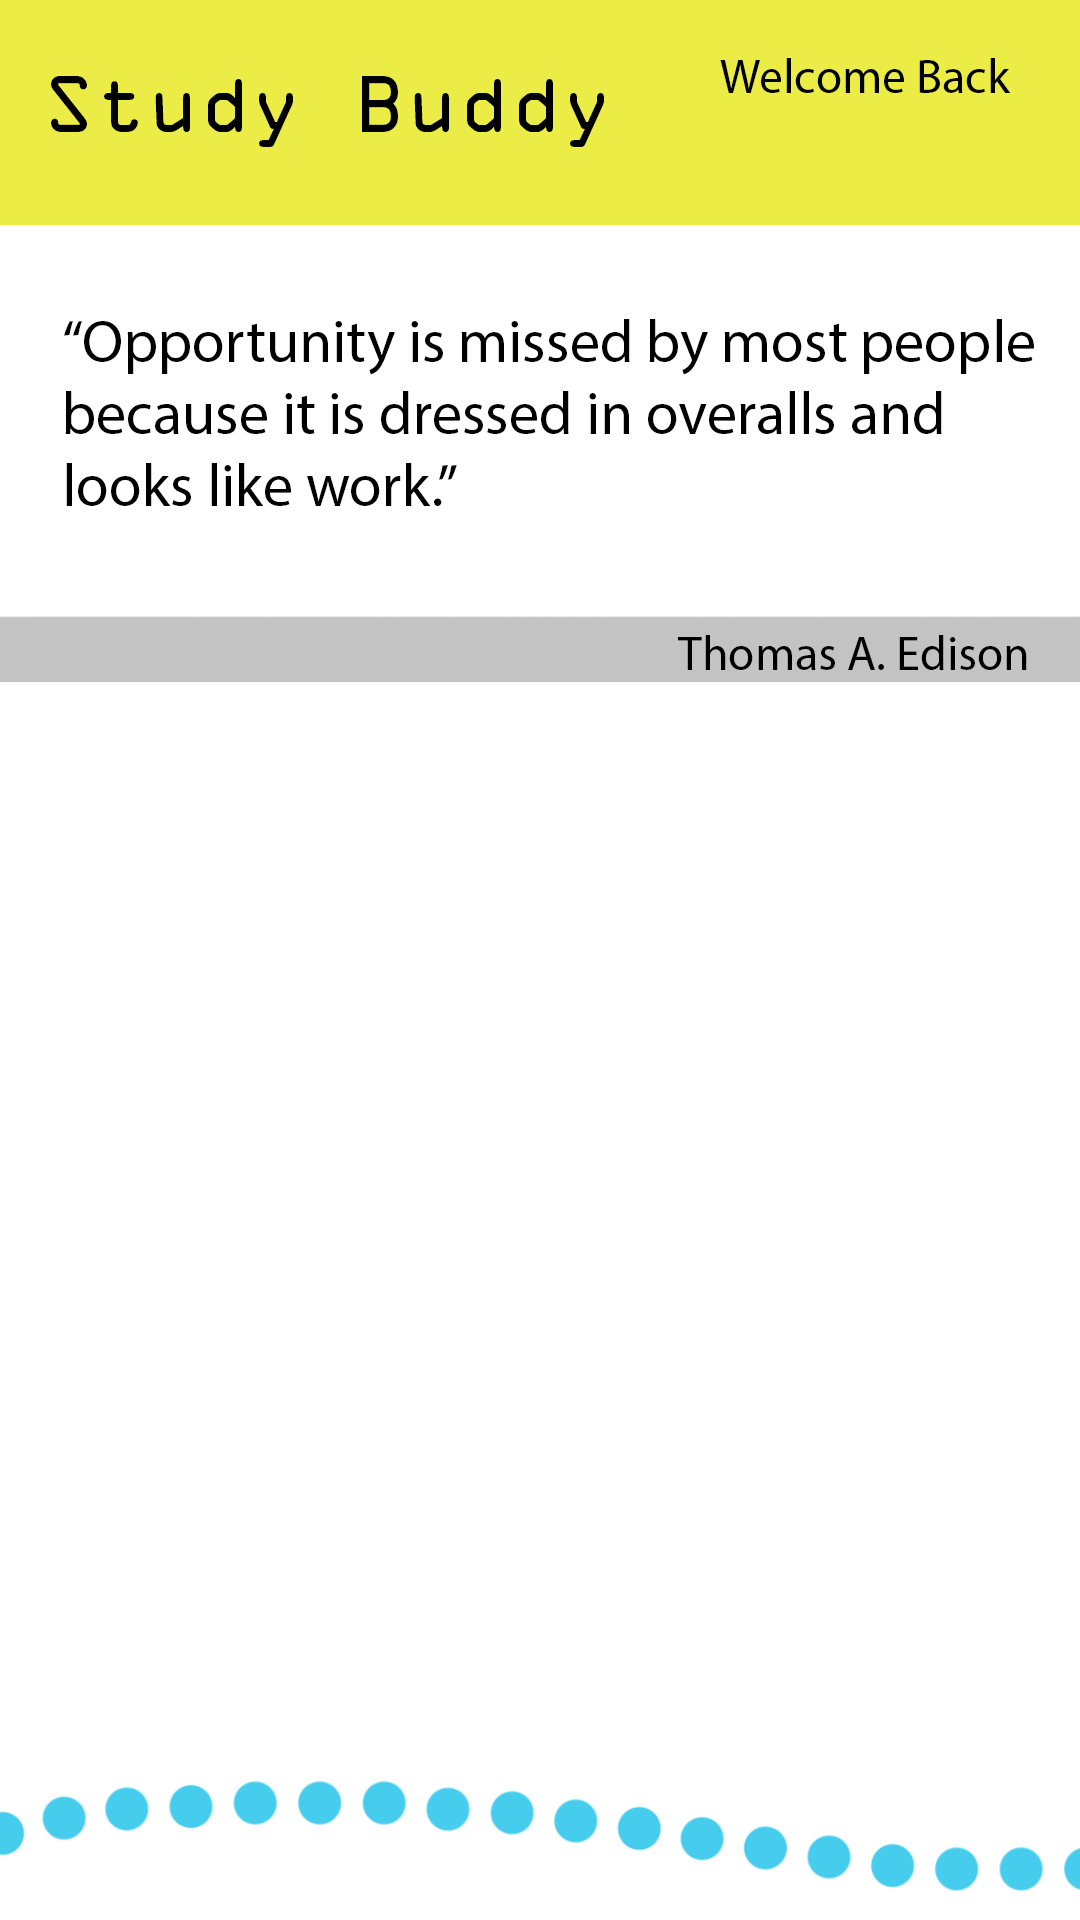 Study Buddy
Welcome Back
“Opportunity is missed by most people
because it is dressed in overalls and
looks like work.”
Thomas A. Edison